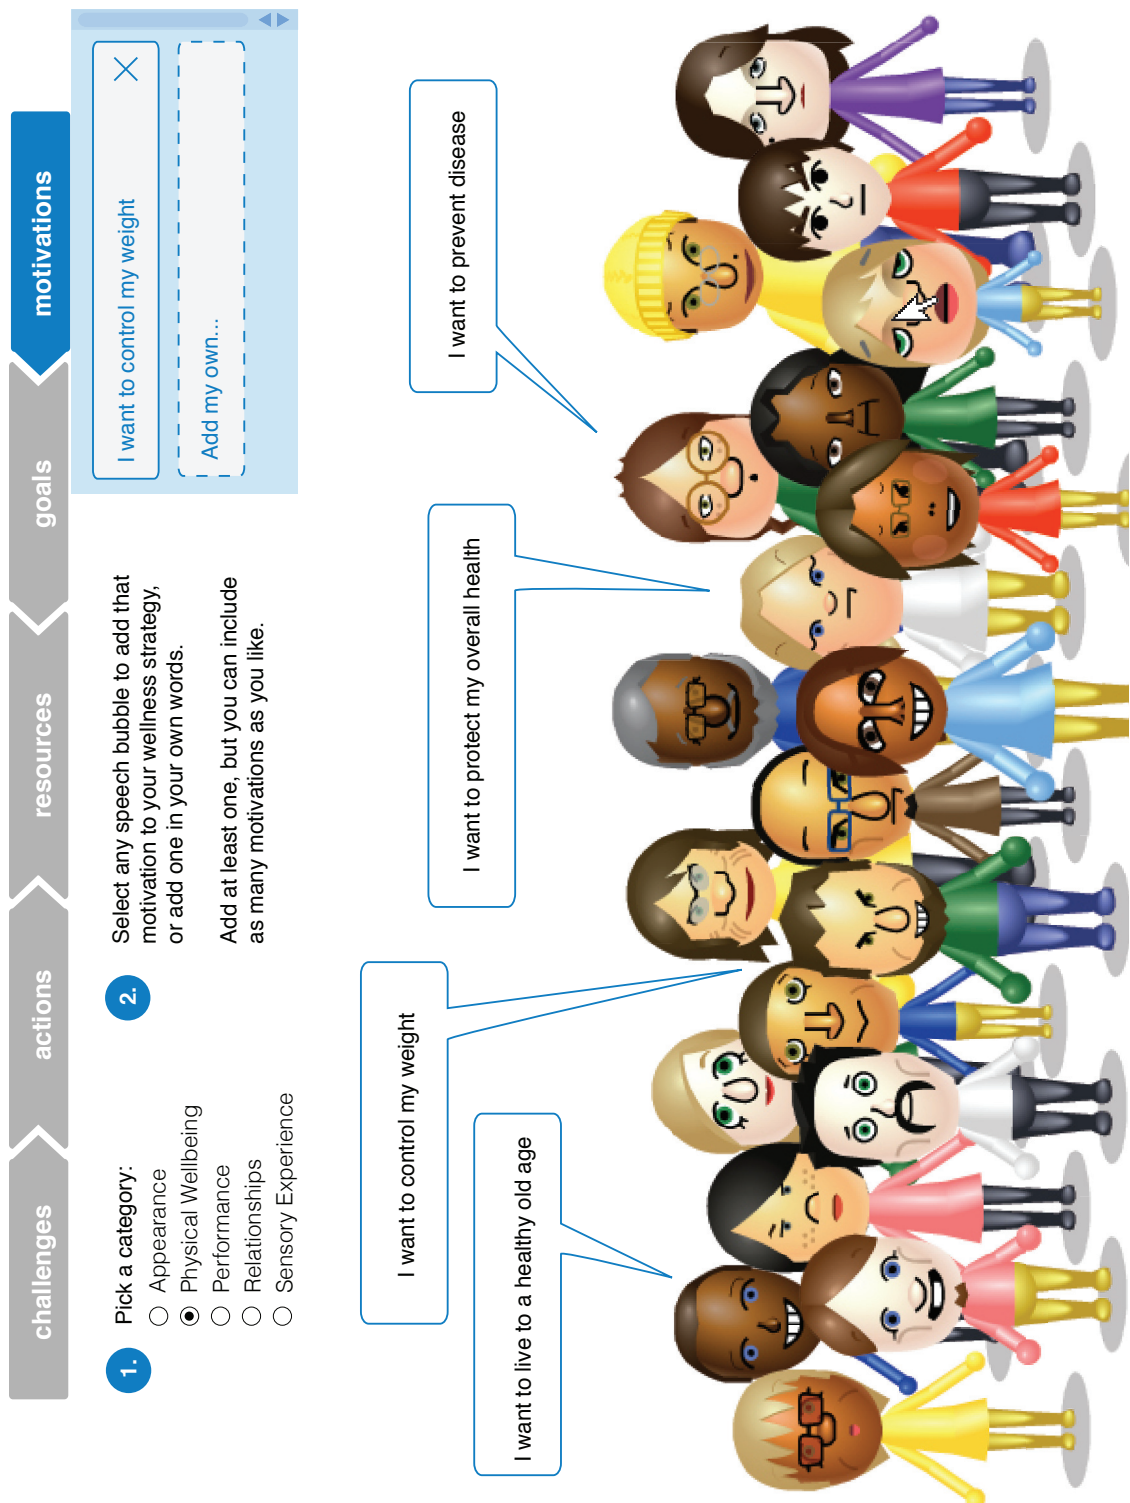 challenges
actions
resources
goals
motivations
1.
Pick a category:
Appearance
Physical Wellbeing
Performance
Relationships
Sensory Experience
2.
Select any speech bubble to add that
motivation to your wellness strategy,
or add one in your own words.
Add at least one, but you can include
as many motivations as you like.
I want to control my weight
Add my own...
I want to live to a healthy old age
I want to control my weight
I want to protect my overall health
I want to prevent disease